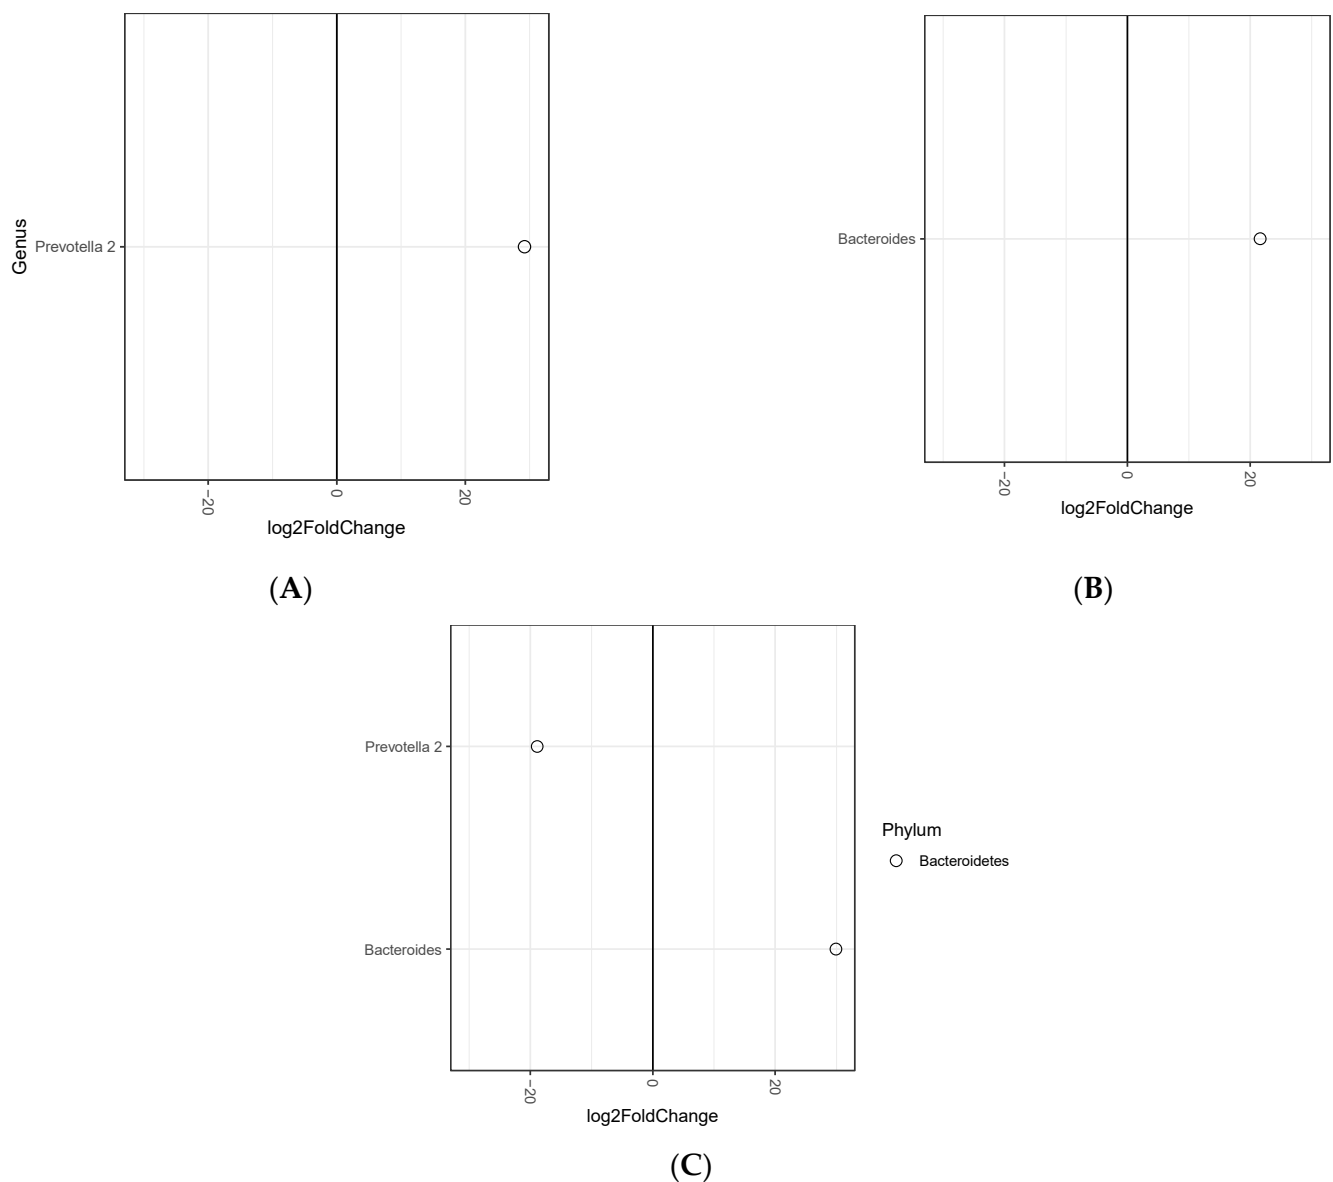 Genus
Prevotella 2
−20
0
20
log2FoldChange
(A)
Bacteroides
−20
0
20
log2FoldChange
(B)
Prevotella 2
Bacteroides
−20
0
20
log2FoldChange
Phylum
Bacteroidetes
(C)